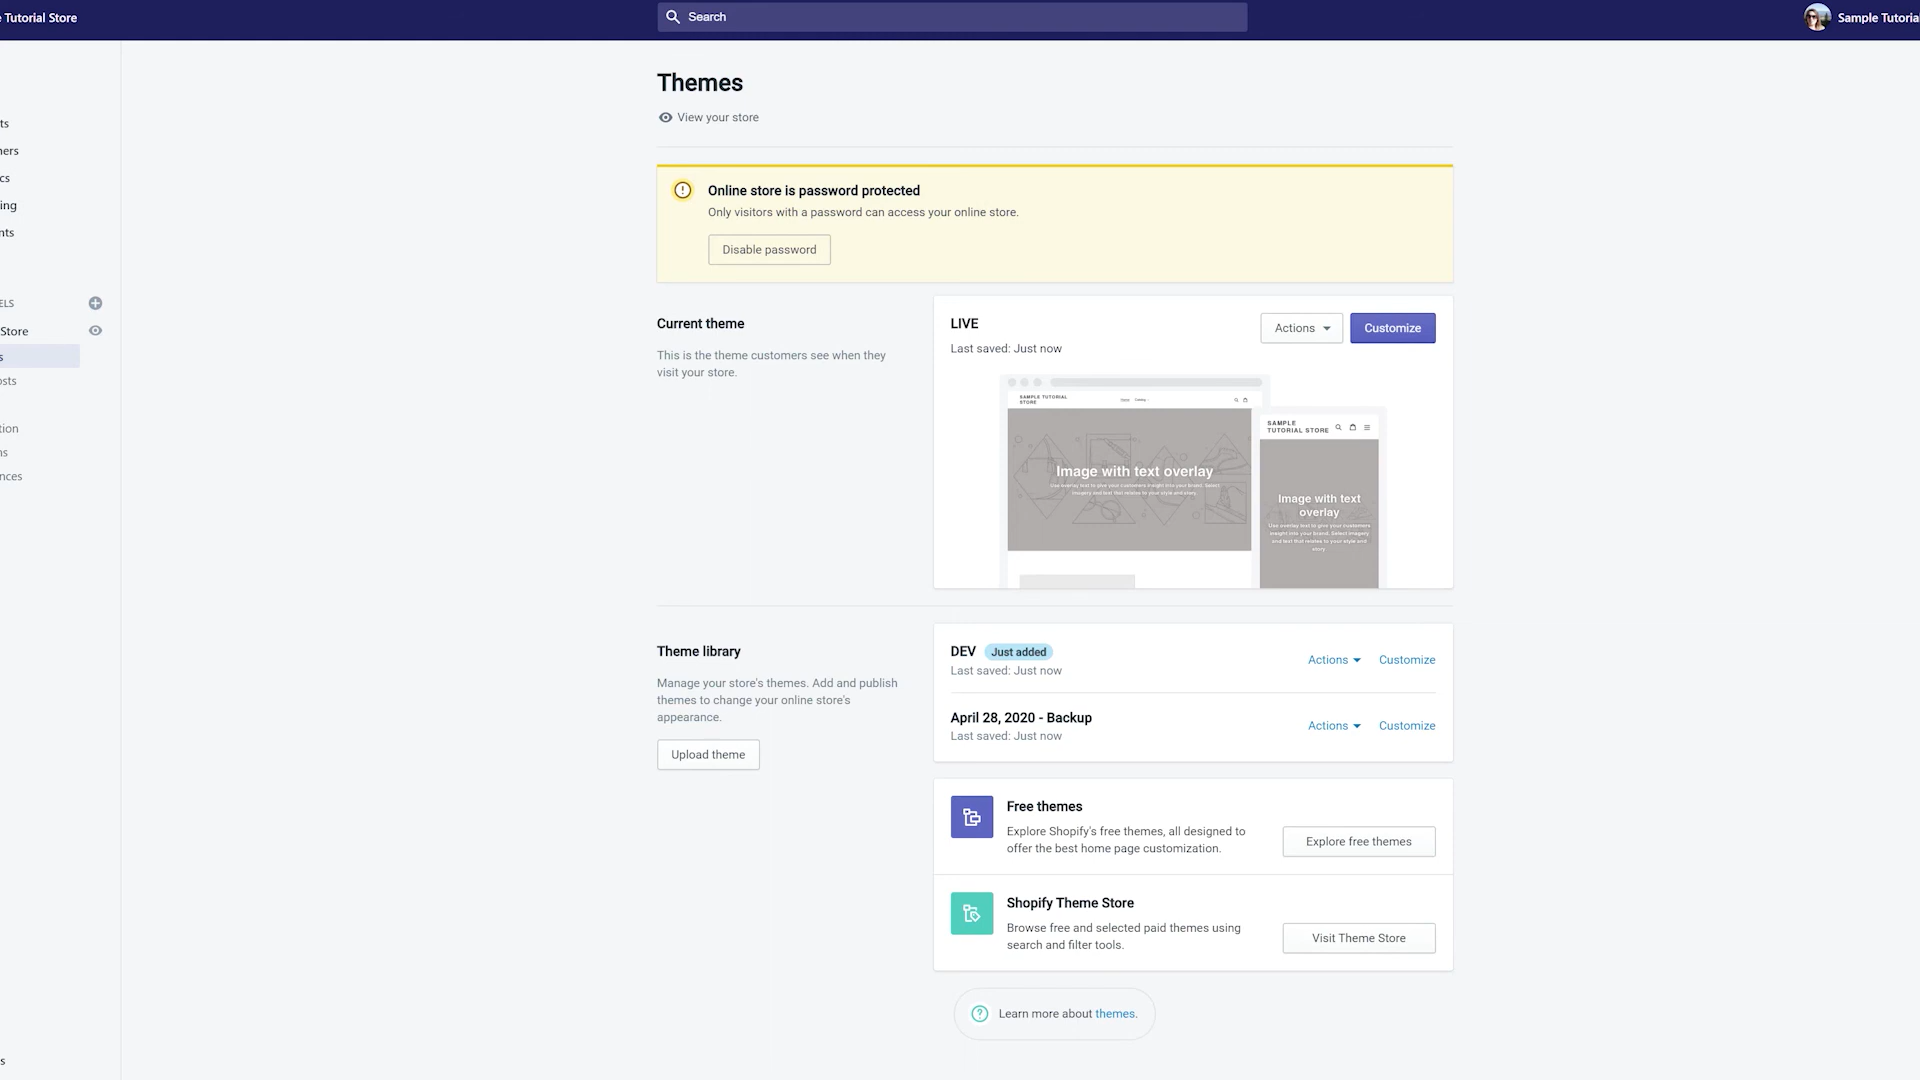 Tutorial Store
Search
Sample Tutoria
ts
ners
cs
ing
nts
ELS
Store
s
osts
tion
ns
nces
s
Themes
View your store
Online store is password protected
Only visitors with a password can access your online store.
Disable password
Current theme
This is the theme customers see when they
visit your store.
LIVE
Last saved: Just now
Actions
Customize
SAMPLE TUTORIAL
STORE
Home Catalog
Image with text overlay
Use overlay text to give your customers insight into your brand. Select
imagery and text that relates to your style and story.
SAMPLE
TUTORIAL STORE
Image with text
overlay
Use overlay text to give your customers
insight into your brand. Select imagery
and text that relates to your style and
story.
Theme library
Manage your store's themes. Add and publish
themes to change your online store's
appearance.
Upload theme
DEV Just added
Last saved: Just now
Actions Customize
April 28, 2020 - Backup
Last saved: Just now
Actions Customize
Free themes
Explore Shopify's free themes, all designed to
offer the best home page customization.
Explore free themes
Shopify Theme Store
Browse free and selected paid themes using
search and filter tools.
Visit Theme Store
Learn more about themes.